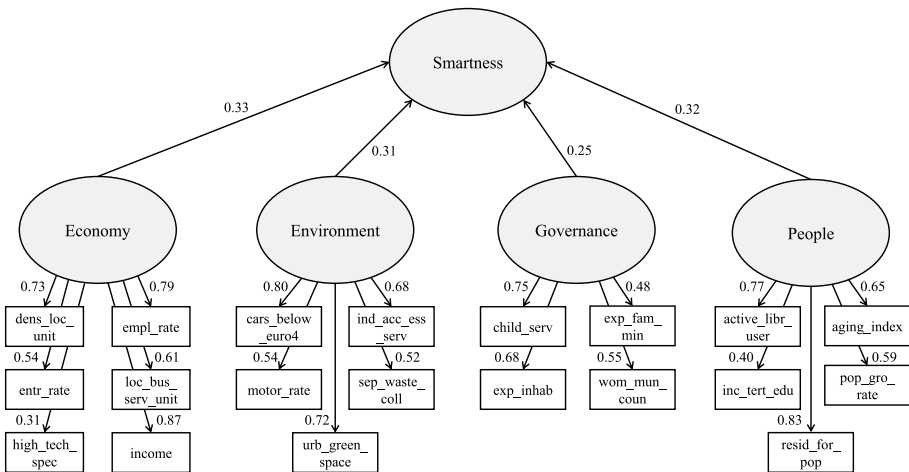 Smartness
0.33
0.32
0.31
0.25
Economy
Environment
Governance
People
0.73
0.79
0.80
0.68
0.75
0.48
0.77
0.65
dens_loc_
unit
empl_rate
cars_below
_euro4
ind_acc_ess
_serv
child_serv
exp_fam_
min
active_libr_
user
aging_index
0.54
0.61
0.54
0.52
0.68
0.55
0.40
0.59
entr_rate
loc_bus_
serv_unit
motor_rate
sep_waste_
coll
exp_inhab
wom_mun_
coun
inc_tert_edu
pop_gro_
rate
0.31
0.87
0.72
0.83
high_tech_
spec
income
urb_green_
space
resid_for_
pop